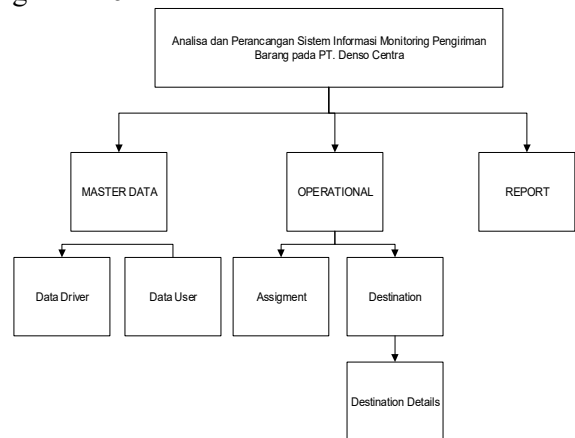 Analisa dan Perancangan Sistem Informasi Monitoring Pengiriman
Barang pada PT. Denso Centra
MASTER DATA
OPERATIONAL
REPORT
Data Driver
Data User
Assigment
Destination
Destination Details